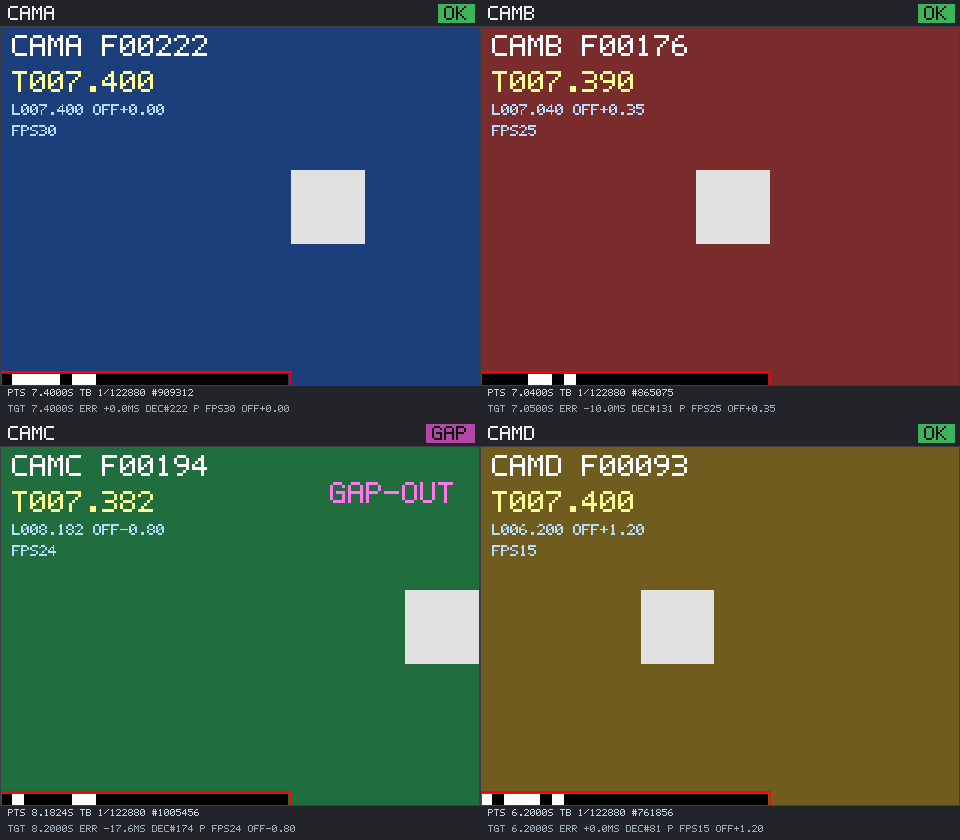 CAMA OK
CAMA F00222
T007.400
L007.400 OFF+0.00
FPS30
PTS 7.4000S TB 1/122880 #909312
TGT 7.4000S ERR +0.0MS DEC#222 P FPS30 OFF+0.00
CAMB OK
CAMB F00176
T007.390
L007.040 OFF+0.35
FPS25
PTS 7.0400S TB 1/122880 #865075
TGT 7.0500S ERR -10.0MS DEC#131 P FPS25 OFF+0.35
CAMC GAP
CAMC F00194
GAP-OUT
T007.382
L008.182 OFF-0.80
FPS24
PTS 8.1824S TB 1/122880 #1005456
TGT 8.2000S ERR -17.6MS DEC#174 P FPS24 OFF-0.80
CAMD OK
CAMD F00093
T007.400
L006.200 OFF+1.20
FPS15
PTS 6.2000S TB 1/122880 #761856
TGT 6.2000S ERR +0.0MS DEC#81 P FPS15 OFF+1.20